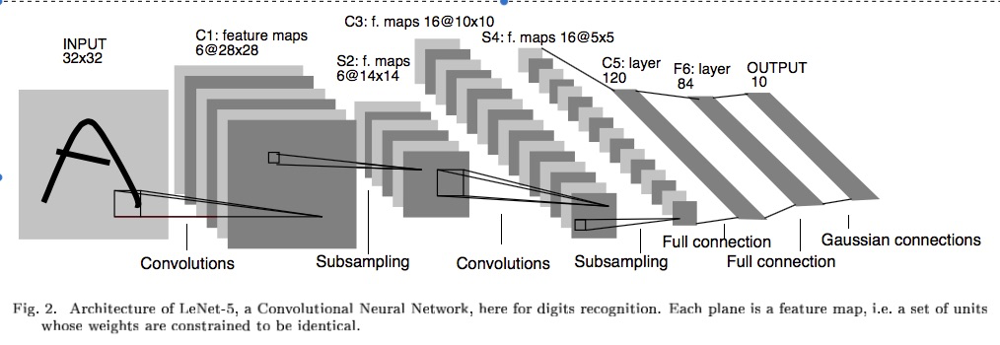 INPUT
32x32
C1: feature maps
6@28x28
S2: f. maps
6@14x14
C3: f. maps 16@10x10
S4: f. maps 16@5x5
C5: layer
120
F6: layer
84
OUTPUT
10
Convolutions
Subsampling
Convolutions
Subsampling
Full connection
Full connection
Gaussian connections
Fig. 2. Architecture of LeNet-5, a Convolutional Neural Network, here for digits recognition. Each plane is a feature map, i.e. a set of units
whose weights are constrained to be identical.